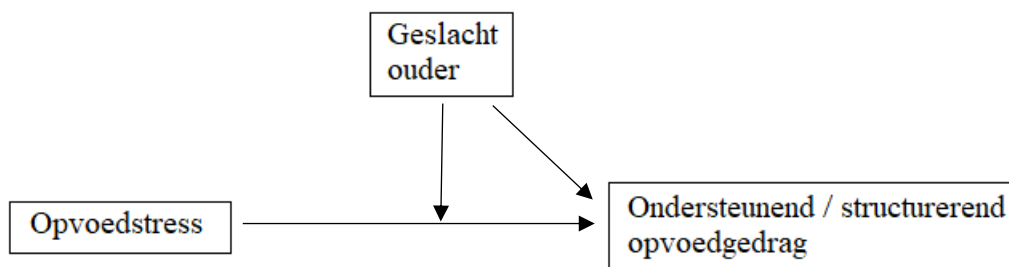 Geslacht
ouder
Opvoedstress
Ondersteunend / structurerend
opvoedgedrag